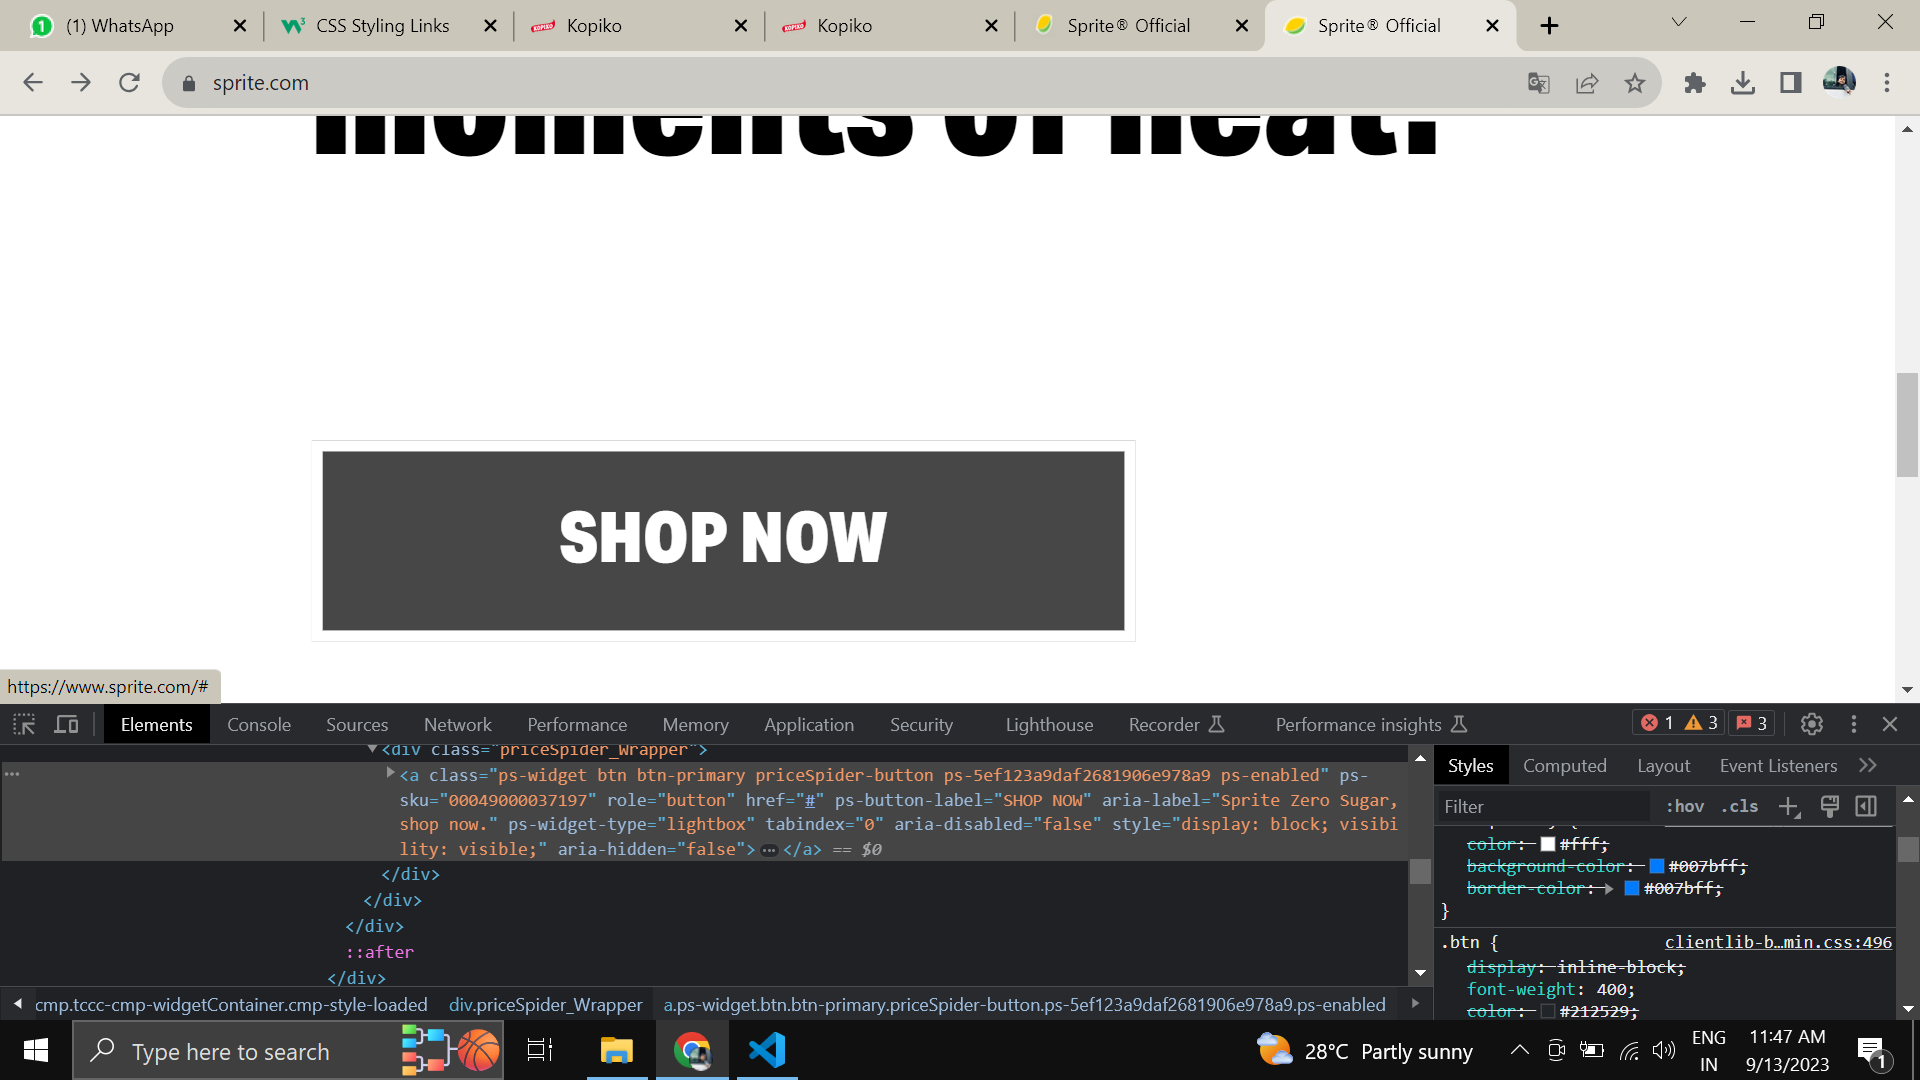 (1) WhatsApp
CSS Styling Links
Kopiko
Kopiko
Sprite® Official
Sprite® Official
sprite.com
moments of heat.
SHOP NOW
https://www.sprite.com/#
Elements Console Sources Network Performance Memory Application Security Lighthouse Recorder Performance insights 1 3 3
<div class="priceSpider_Wrapper">
<a class="ps-widget btn btn-primary priceSpider-button ps-5ef123a9daf2681906e978a9 ps-enabled" ps-
sku="00049000037197" role="button" href="#" ps-button-label="SHOP NOW" aria-label="Sprite Zero Sugar,
shop now." ps-widget-type="lightbox" tabindex="0" aria-disabled="false" style="display: block; visibi
lity: visible;" aria-hidden="false">…</a> == $0
</div>
</div>
</div>
::after
</div>
cmp.tccc-cmp-widgetContainer.cmp-style-loaded div.priceSpider_Wrapper a.ps-widget.btn.btn-primary.priceSpider-button.ps-5ef123a9daf2681906e978a9.ps-enabled
Styles Computed Layout Event Listeners
Filter :hov .cls
color: #fff;
background-color: #007bff;
border-color: #007bff;
}
.btn { clientlib-b…min.css:496
display: inline-block;
font-weight: 400;
color: #212529;
Type here to search
28°C Partly sunny
ENG
IN
11:47 AM
9/13/2023
1